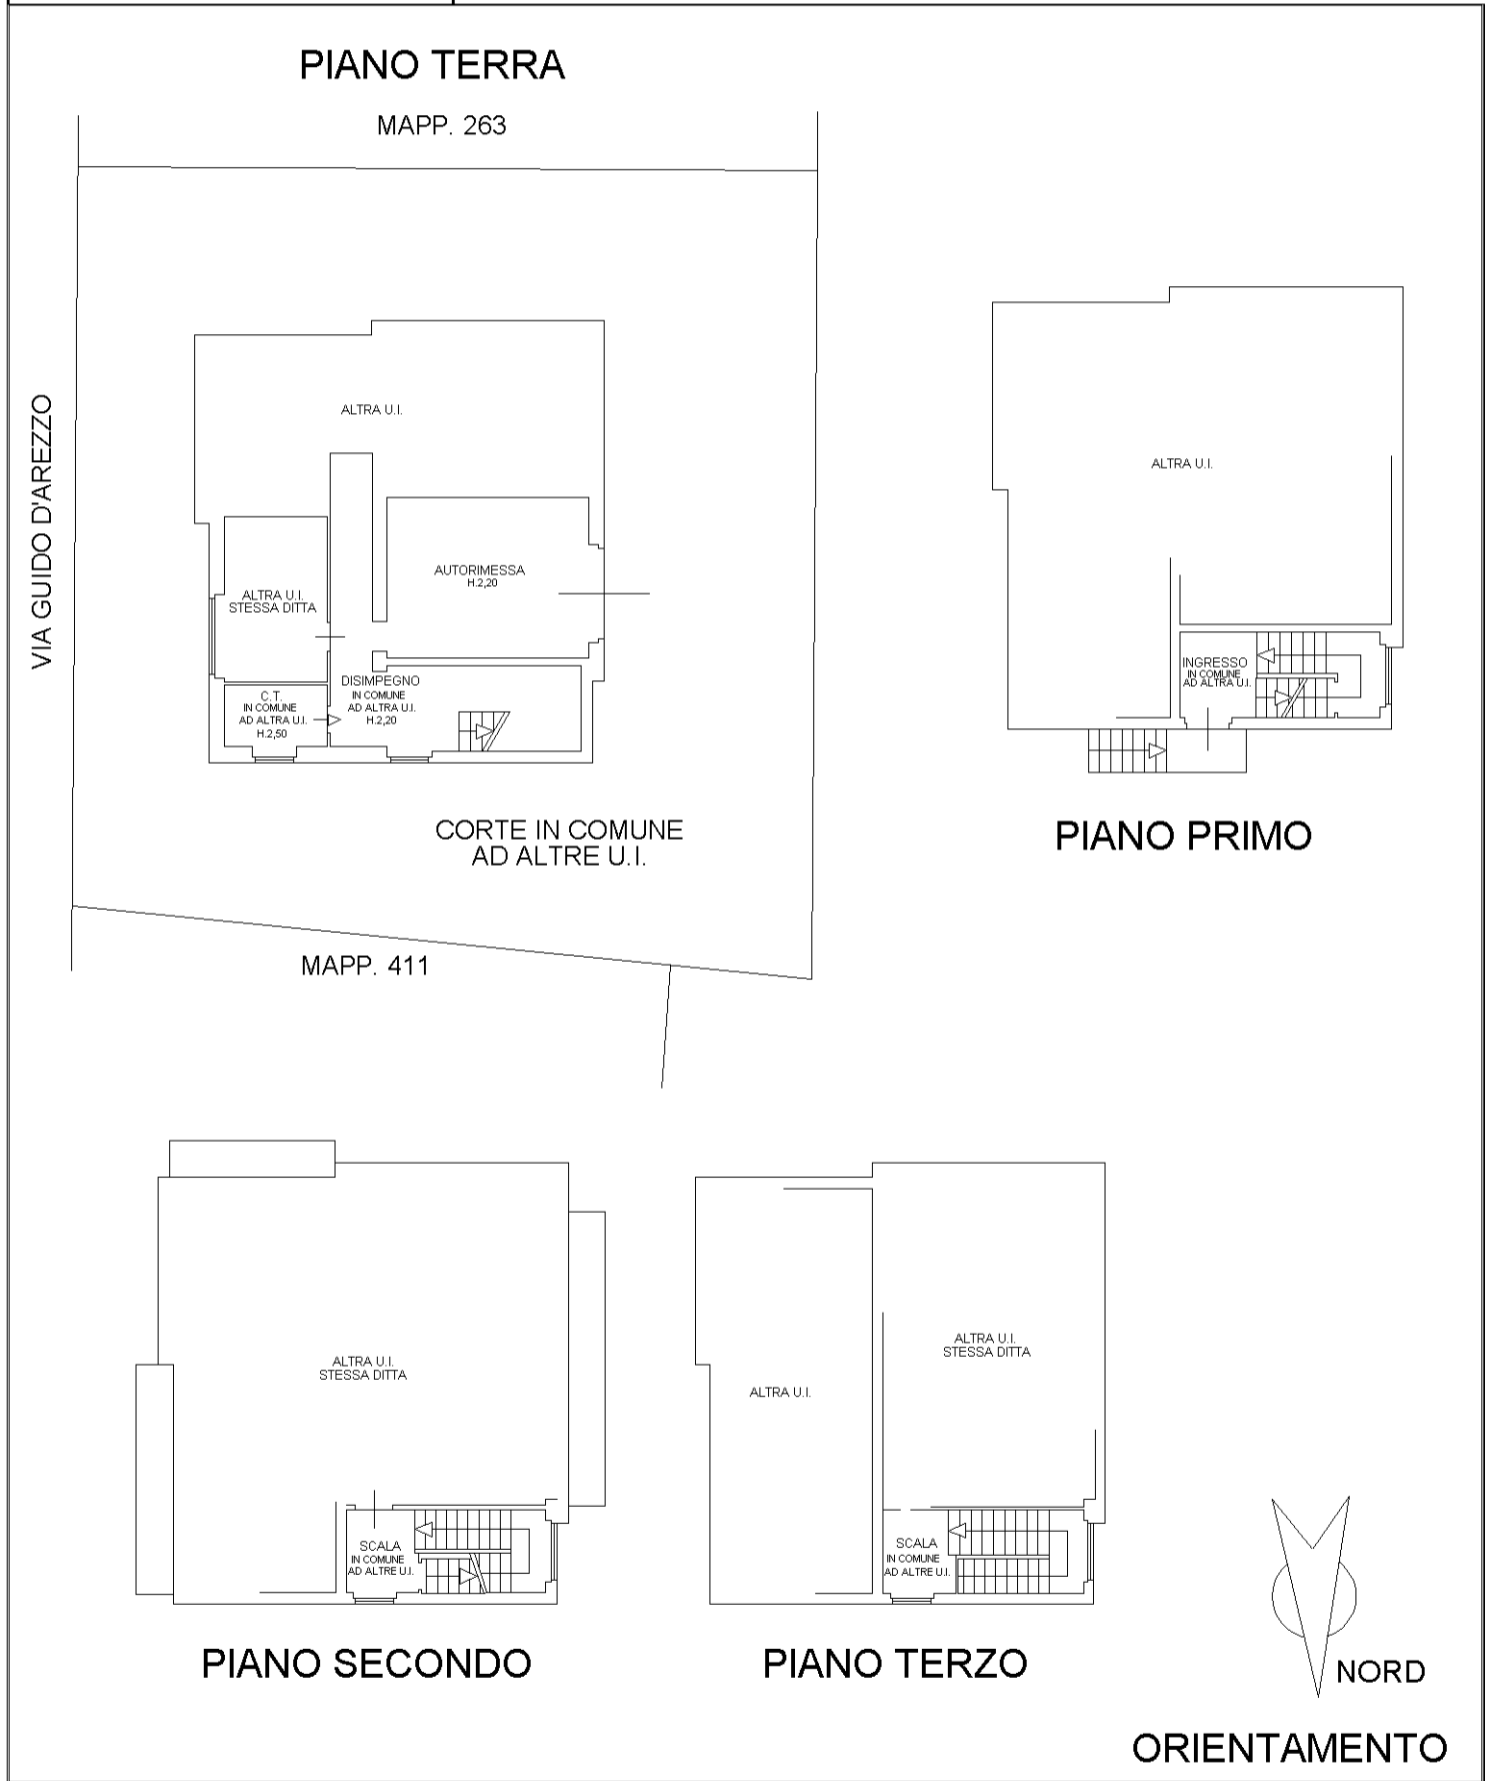 PIANO TERRA
MAPP. 263
VIA GUIDO D'AREZZO
ALTRA U.I.
AUTORIMESSA
H.2,20
ALTRA U.I.
STESSA DITTA
DISIMPEGNO
IN COMUNE
AD ALTRA U.I.
H.2,20
C.T.
IN COMUNE
AD ALTRA U.I.
H.2,50
CORTE IN COMUNE
AD ALTRE U.I.
MAPP. 411
ALTRA U.I.
INGRESSO
IN COMUNE
AD ALTRA U.I.
PIANO PRIMO
ALTRA U.I.
STESSA DITTA
SCALA
IN COMUNE
AD ALTRE U.I.
PIANO SECONDO
ALTRA U.I.
STESSA DITTA
ALTRA U.I.
SCALA
IN COMUNE
AD ALTRE U.I.
PIANO TERZO
NORD
ORIENTAMENTO